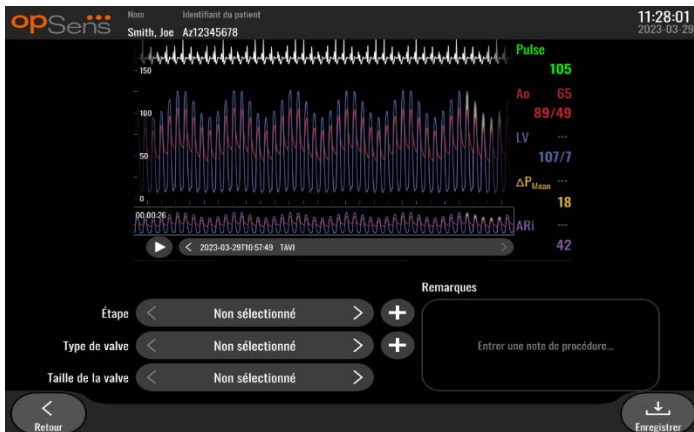 opSens
Nom Identifiant du patient
Smith, Joe Az12345678
11:28:01
2023-03-29
Pulse
105
150
100
50
0
Ao 65
89/49
LV ---
107/7
ΔPMean ---
18
ARi ---
42
00:00:26
2023-03-29T10:57:49 TAVI
Remarques
Étape Non sélectionné +
Type de valve Non sélectionné +
Taille de la valve Non sélectionné
Entrer une note de procédure...
Retour
Enregistrer